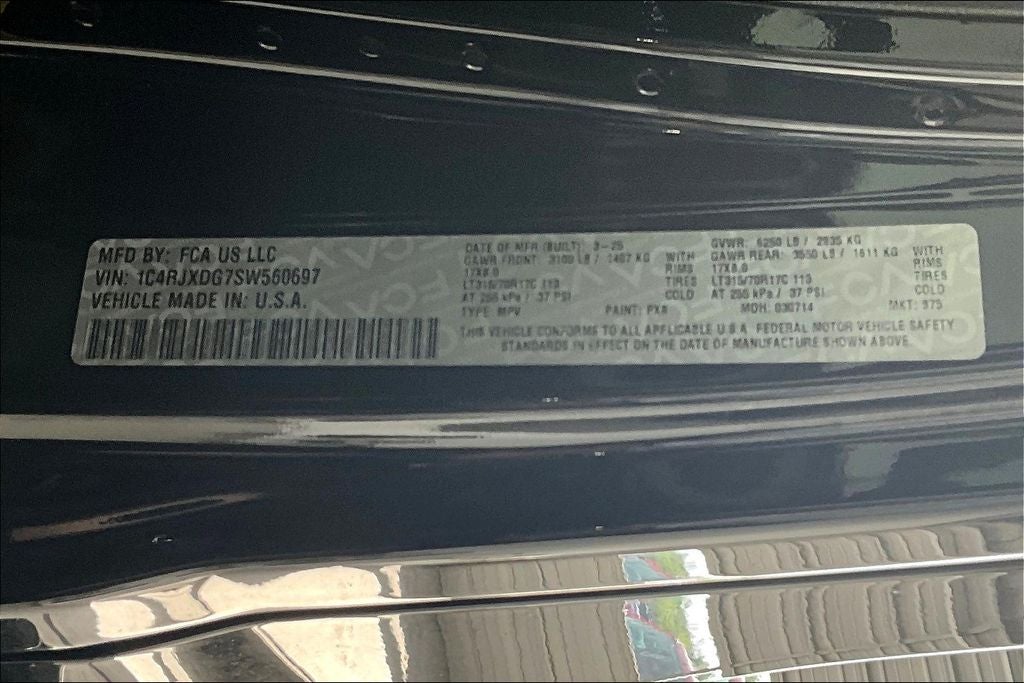 MFD BY: FCA US LLC
VIN: 1C4RJXDG7SW560697
VEHICLE MADE IN: U.S.A.
DATE OF MFR (BUILT): 3-25 GVWR: 6250 LB / 2835 KG
GAWR FRONT: 3100 LB / 1407 KG WITH GAWR REAR: 3550 LB / 1611 KG WITH
17X8.0 RIMS 17X8.0 RIMS
LT315/70R17C 113 TIRES LT315/70R17C 113 TIRES
AT 255 kPa / 37 PSI COLD AT 255 kPa / 37 PSI COLD
TYPE: MPV PAINT: PX8 MDH: 030714 MKT: 975
THIS VEHICLE CONFORMS TO ALL APPLICABLE U.S.A. FEDERAL MOTOR VEHICLE SAFETY
STANDARDS IN EFFECT ON THE DATE OF MANUFACTURE SHOWN ABOVE.